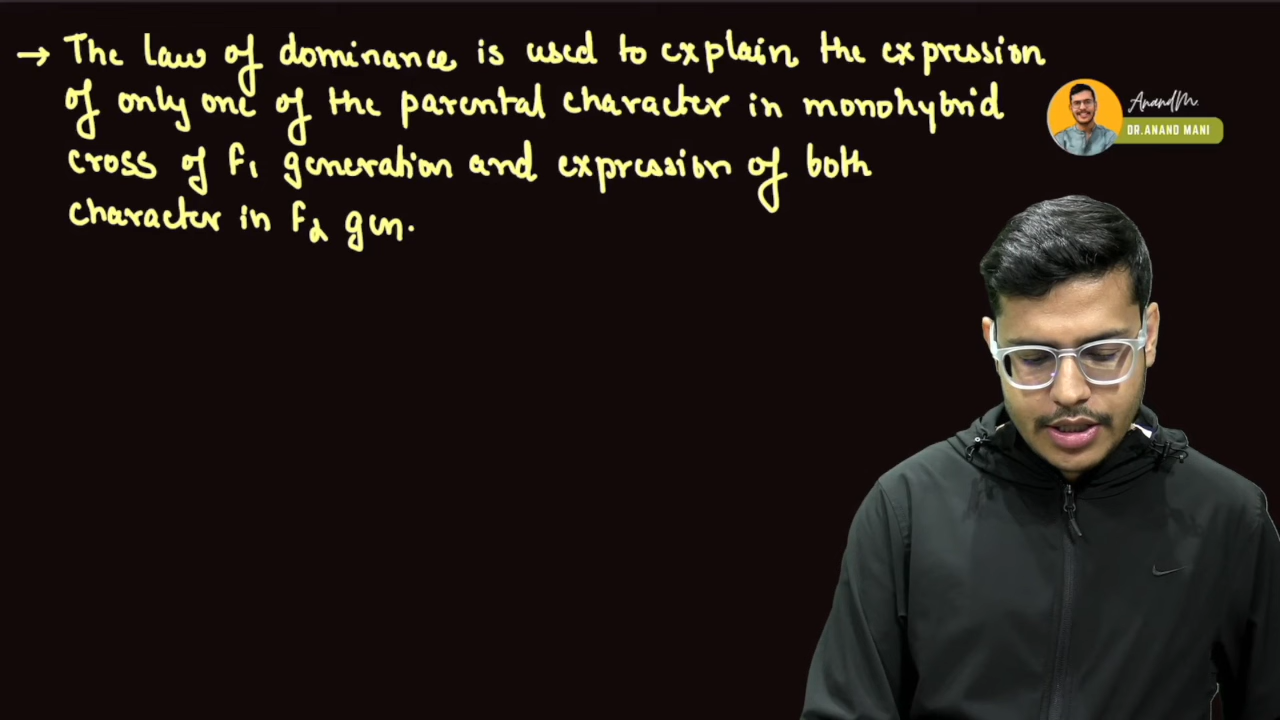 → The law of dominance is used to explain the expression
of only one of the parental character in monohybrid
cross of F₁ generation and expression of both
character in F₂ gen.
AnandM.
DR.ANAND MANI